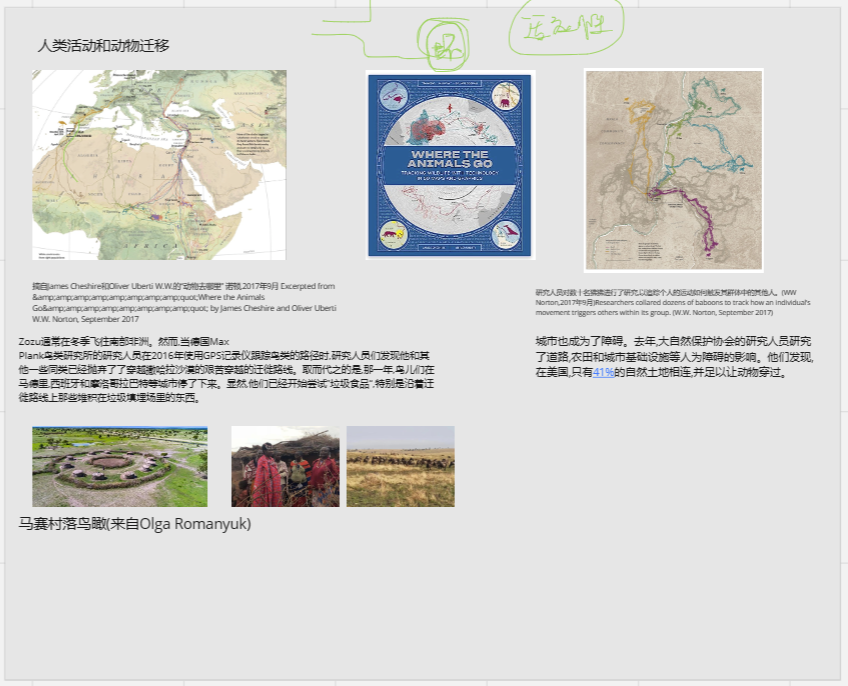 人类活动和动物迁移
WHERE THE
ANIMALS GO
TRACKING WILDLIFE WITH TECHNOLOGY
IN 50 MAPS AND GRAPHICS
摘自James Cheshire和Oliver Uberti W.W.的"动物去哪里" 诺顿,2017年9月 Excerpted from
&amp;amp;amp;amp;amp;amp;amp;quot;Where the Animals
Go&amp;amp;amp;amp;amp;amp;amp;quot; by James Cheshire and Oliver Uberti
W.W. Norton, September 2017
研究人员对数十名狒狒进行了研究,以追踪个人的运动如何触发其群体中的其他人。(WW
Norton,2017年9月)Researchers collared dozens of baboons to track how an individual's
movement triggers others within its group. (W.W. Norton, September 2017)
Zozu通常在冬季飞往南部非洲。然而,当德国Max
Plank鸟类研究所的研究人员在2016年使用GPS记录仪跟踪鸟类的路径时,研究人员们发现他和其
他一些同类已经抛弃了了穿越撒哈拉沙漠的艰苦穿越的迁徙路线。取而代之的是,那一年,鸟儿们在
马德里,西班牙和摩洛哥拉巴特等城市停了下来。显然,他们已经开始尝试"垃圾食品",特别是沿着迁
徙路线上那些堆积在垃圾填埋场里的东西。
城市也成为了障碍。去年,大自然保护协会的研究人员研究
了道路,农田和城市基础设施等人为障碍的影响。他们发现,
在美国,只有41%的自然土地相连,并足以让动物穿过。
马赛村落鸟瞰(来自Olga Romanyuk)